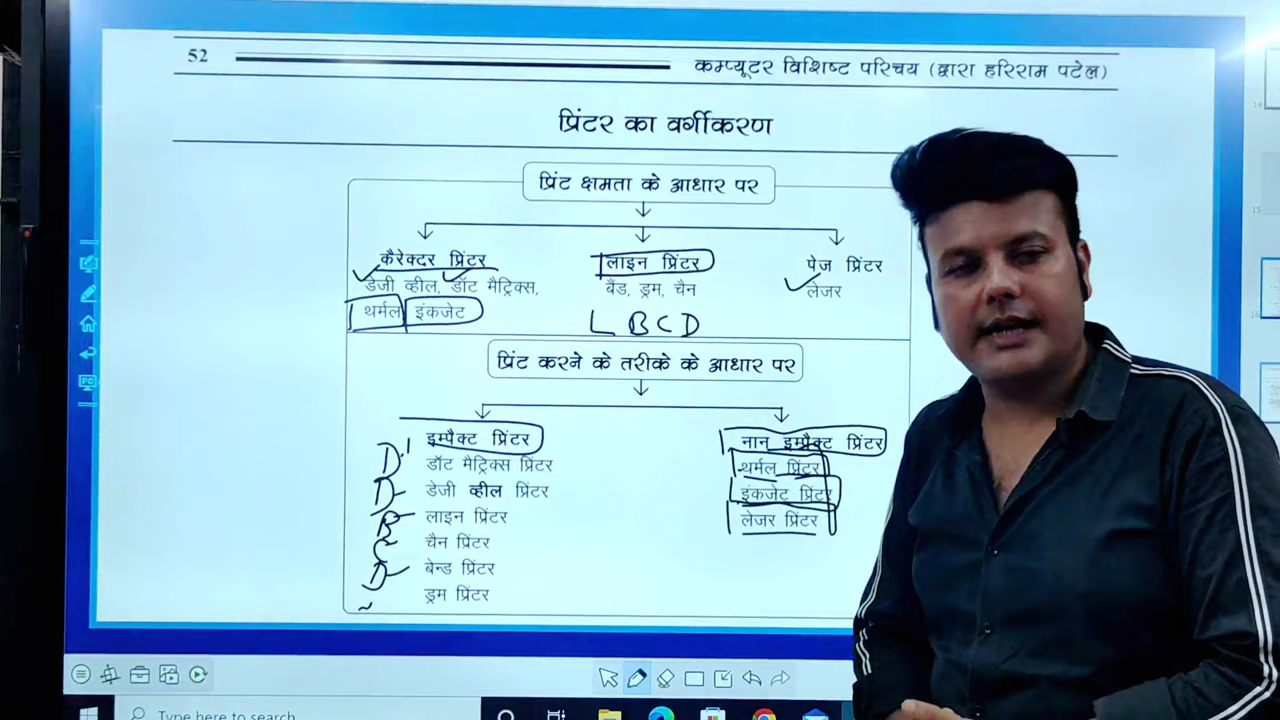 52
कम्प्यूटर विशिष्ट परिचय (द्वारा हरिराम पटेल)
प्रिंटर का वर्गीकरण
प्रिंट क्षमता के आधार पर
कैरेक्टर प्रिंटर
डेजी व्हील, डॉट मैट्रिक्स,
थर्मल इंकजेट
लाइन प्रिंटर
बैंड, ड्रम, चैन
L B C D
पेज प्रिंटर
लेजर
प्रिंट करने के तरीके के आधार पर
इम्पैक्ट प्रिंटर
D डॉट मैट्रिक्स प्रिंटर
D डेजी व्हील प्रिंटर
B लाइन प्रिंटर
C चैन प्रिंटर
D बेन्ड प्रिंटर
ड्रम प्रिंटर
नान इम्प्रैक्ट प्रिंटर
थर्मल प्रिंटर
इंकजेट प्रिंटर
लेजर प्रिंटर
Type here to search